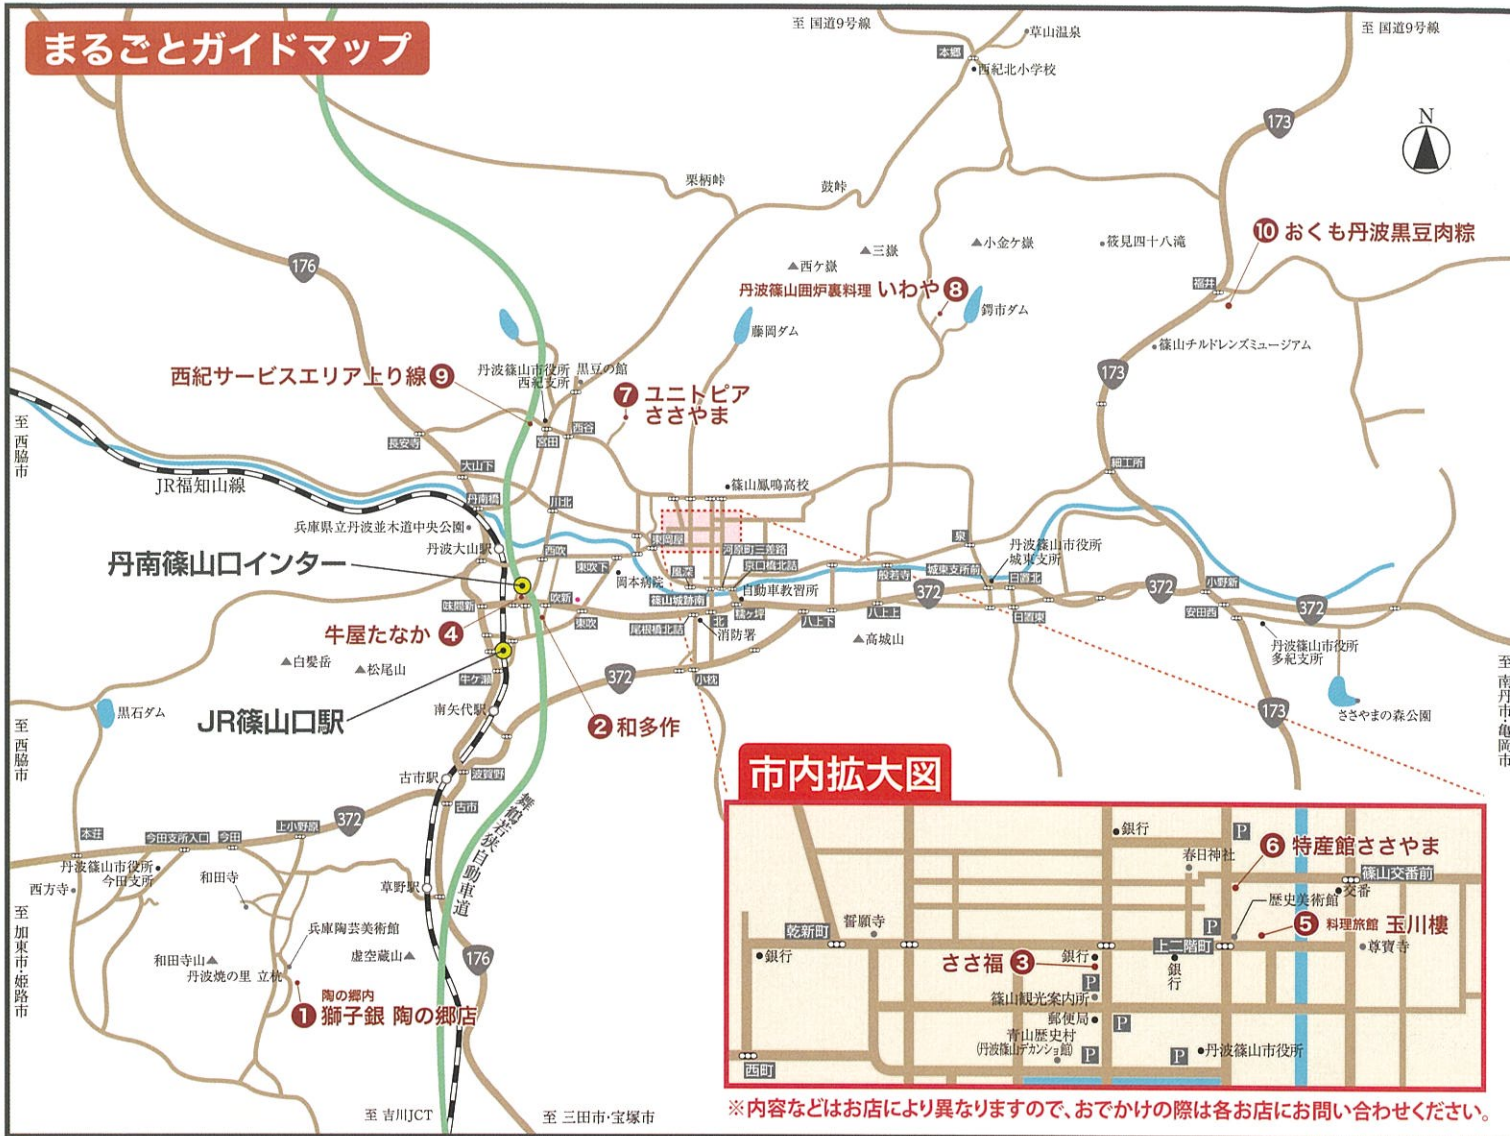 まるごとガイドマップ
至 国道9号線
草山温泉
本郷
西紀北小学校
至 国道9号線
173
N
栗柄峠
鼓峠
176
三嶽
西ケ嶽
小金ケ嶽
筱見四十八滝
❿ おくも丹波黒豆肉粽
福井
丹波篠山囲炉裏料理 いわや ❽
鍔市ダム
藤岡ダム
篠山チルドレンズミュージアム
173
西紀サービスエリア上り線 ❾
丹波篠山市役所
西紀支所
黒豆の館
❼ ユニトピア
ささやま
長安寺
宮田
西谷
至 西脇市
大山下
細工所
JR福知山線
丹南橋
川北
篠山鳳鳴高校
兵庫県立丹波並木道中央公園
丹波大山駅
西吹
東岡屋
河原町三差路
泉
丹波篠山市役所
城東支所
丹南篠山口インター
東吹下
岡本病院
風深
京口橋北詰
般若寺
城東支所前
日置北
372
372
小野新
372
味間新
吹新
篠山城跡南
自動車教習所
糯ヶ坪
八上上
安田西
牛屋たなか ❹
東吹
尾根橋北詰
北
消防署
八上下
日置東
高城山
丹波篠山市役所
多紀支所
白髪岳
松尾山
牛ケ瀬
372
小枕
至 南丹市・亀岡市
黒石ダム
JR篠山口駅
南矢代駅
❷ 和多作
173
ささやまの森公園
至 西脇市
古市駅
波賀野
古市
372
舞鶴若狭自動車道
本荘
今田支所入口
今田
上小野原
丹波篠山市役所
今田支所
西方寺
和田寺
草野駅
至 加東市・姫路市
兵庫陶芸美術館
和田寺山
丹波焼の里 立杭
虚空蔵山
176
陶の郷内
❶ 獅子銀 陶の郷店
至 吉川JCT
至 三田市・宝塚市
市内拡大図
銀行
P
❻ 特産館ささやま
春日神社
篠山交番前
交番
歴史美術館
誓願寺
P
❺ 料理旅館 玉川樓
乾新町
上二階町
尊寳寺
銀行
ささ福 ❸
銀行
銀行
P
篠山観光案内所
郵便局
P
青山歴史村
(丹波篠山デカンショ館)
P
P
丹波篠山市役所
西町
※内容などはお店により異なりますので、おでかけの際は各お店にお問い合わせください。